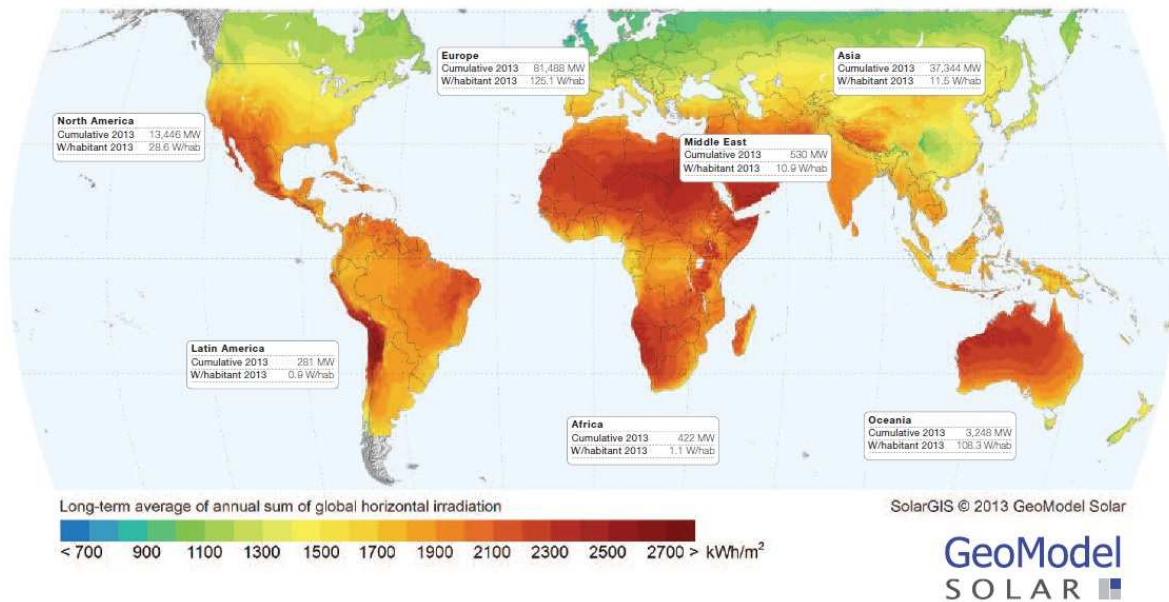 Europe
Cumulative 2013 81,488 MW
W/habitant 2013 125.1 W/hab
Asia
Cumulative 2013 37,344 MW
W/habitant 2013 11.5 W/hab
North America
Cumulative 2013 13,446 MW
W/habitant 2013 28.6 W/hab
Middle East
Cumulative 2013 530 MW
W/habitant 2013 10.9 W/hab
Latin America
Cumulative 2013 281 MW
W/habitant 2013 0.9 W/hab
Africa
Cumulative 2013 422 MW
W/habitant 2013 1.1 W/hab
Oceania
Cumulative 2013 3,248 MW
W/habitant 2013 108.3 W/hab
Long-term average of annual sum of global horizontal irradiation
SolarGIS © 2013 GeoModel Solar
< 700 900 1100 1300 1500 1700 1900 2100 2300 2500 2700 > kWh/m²
GeoModel
SOLAR